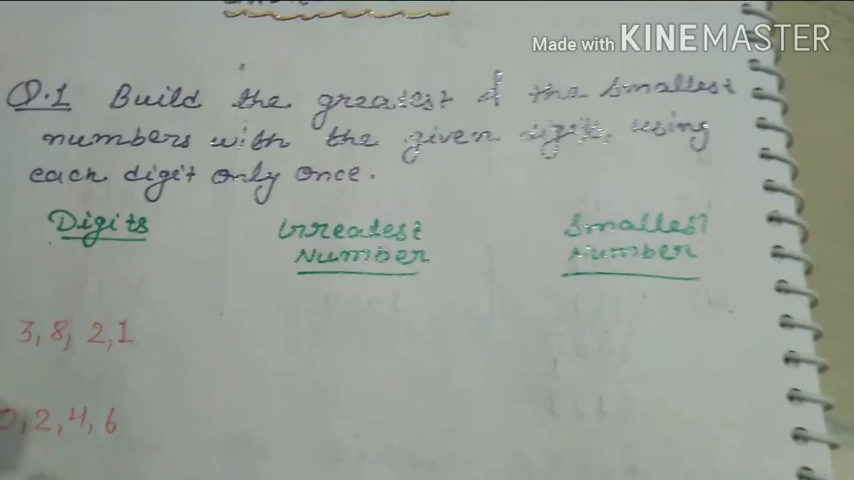 Made with KINEMASTER
Q.1 Build the greatest & the smallest
numbers with the given digits, using
each digit only once.
Digits Greatest Number Smallest Number
3, 8, 2, 1
0, 2, 4, 6